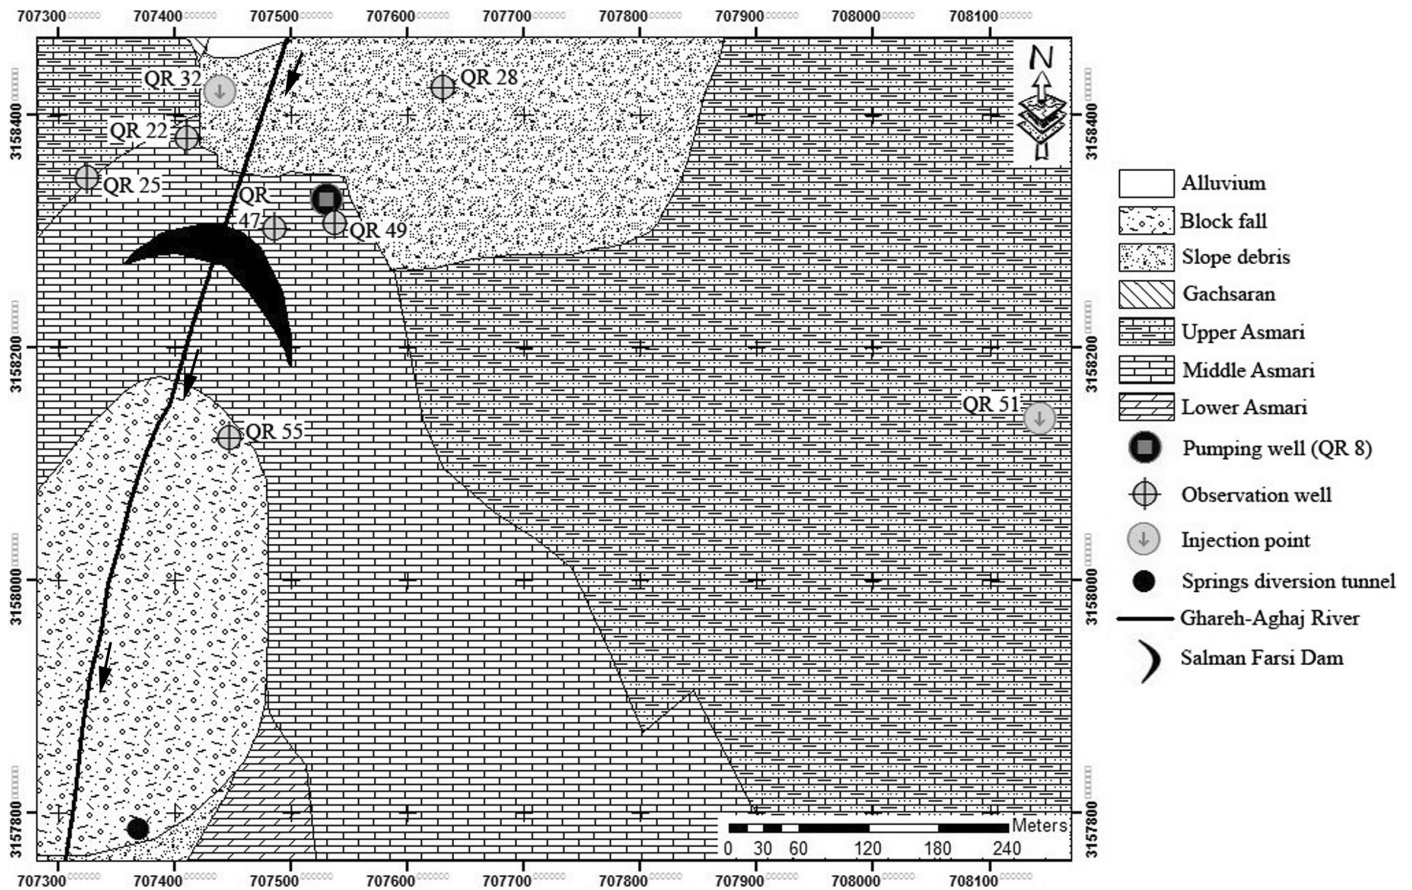 707300 707400 707500 707600 707700 707800 707900 708000 708100
N
QR 32
QR 28
3158400
3158400
QR 22
QR 25
QR
47
QR 49
3158200
3158200
QR 51
QR 55
3158000
3158000
3157800
3157800
Meters
0 30 60 120 180 240
707300 707400 707500 707600 707700 707800 707900 708000 708100
Alluvium
Block fall
Slope debris
Gachsaran
Upper Asmari
Middle Asmari
Lower Asmari
Pumping well (QR 8)
Observation well
Injection point
Springs diversion tunnel
Ghareh-Aghaj River
Salman Farsi Dam